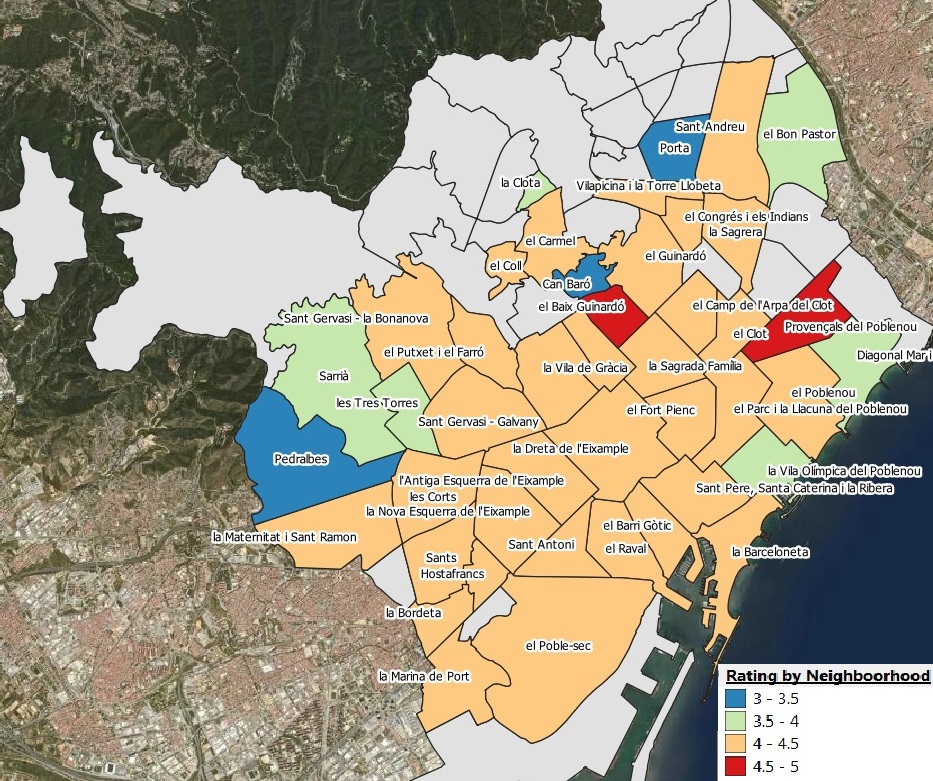 Sant Andreu
el Bon Pastor
Porta
la Clota
Vilapicina i la Torre Llobeta
el Congrés i els Indians
la Sagrera
el Carmel
el Guinardó
el Coll
Can Baró
el Baix Guinardó
el Camp de l'Arpa del Clot
Sant Gervasi - la Bonanova
Provençals del Poblenou
el Clot
el Putxet i el Farró
Diagonal Mar i
la Vila de Gràcia
la Sagrada Família
Sarrià
el Poblenou
les Tres Torres
el Fort Pienc
el Parc i la Llacuna del Poblenou
Sant Gervasi - Galvany
la Dreta de l'Eixample
Pedralbes
la Vila Olímpica del Poblenou
l'Antiga Esquerra de l'Eixample
Sant Pere, Santa Caterina i la Ribera
les Corts
la Nova Esquerra de l'Eixample
el Barri Gòtic
la Maternitat i Sant Ramon
Sant Antoni
el Raval
la Barceloneta
Sants
Hostafrancs
la Bordeta
el Poble-sec
la Marina de Port
Rating by Neighboorhood
3 - 3.5
3.5 - 4
4 - 4.5
4.5 - 5